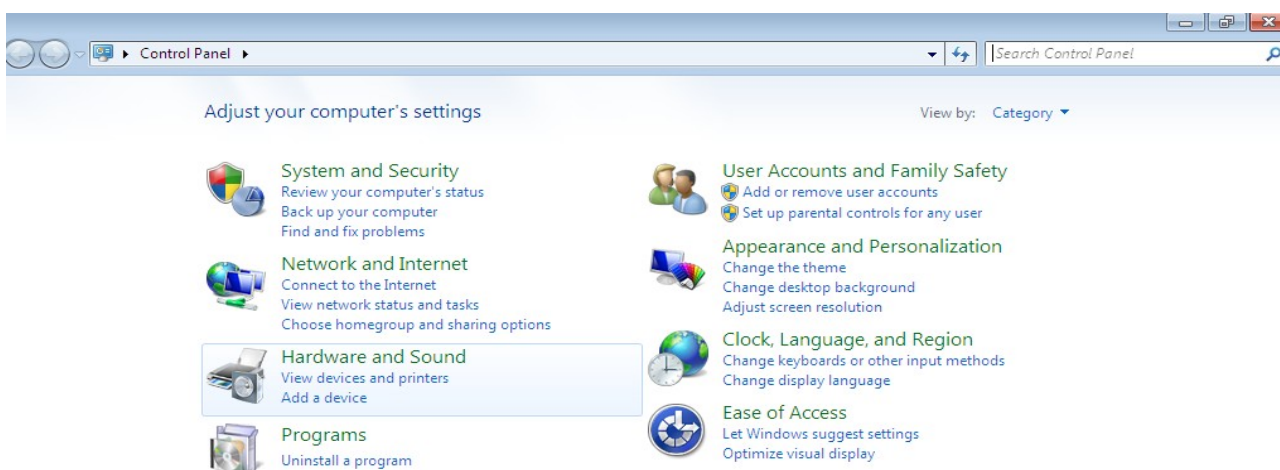 Control Panel
Search Control Panel
Adjust your computer's settings
View by: Category
System and Security
Review your computer's status
Back up your computer
Find and fix problems
Network and Internet
Connect to the Internet
View network status and tasks
Choose homegroup and sharing options
Hardware and Sound
View devices and printers
Add a device
Programs
Uninstall a program
User Accounts and Family Safety
Add or remove user accounts
Set up parental controls for any user
Appearance and Personalization
Change the theme
Change desktop background
Adjust screen resolution
Clock, Language, and Region
Change keyboards or other input methods
Change display language
Ease of Access
Let Windows suggest settings
Optimize visual display